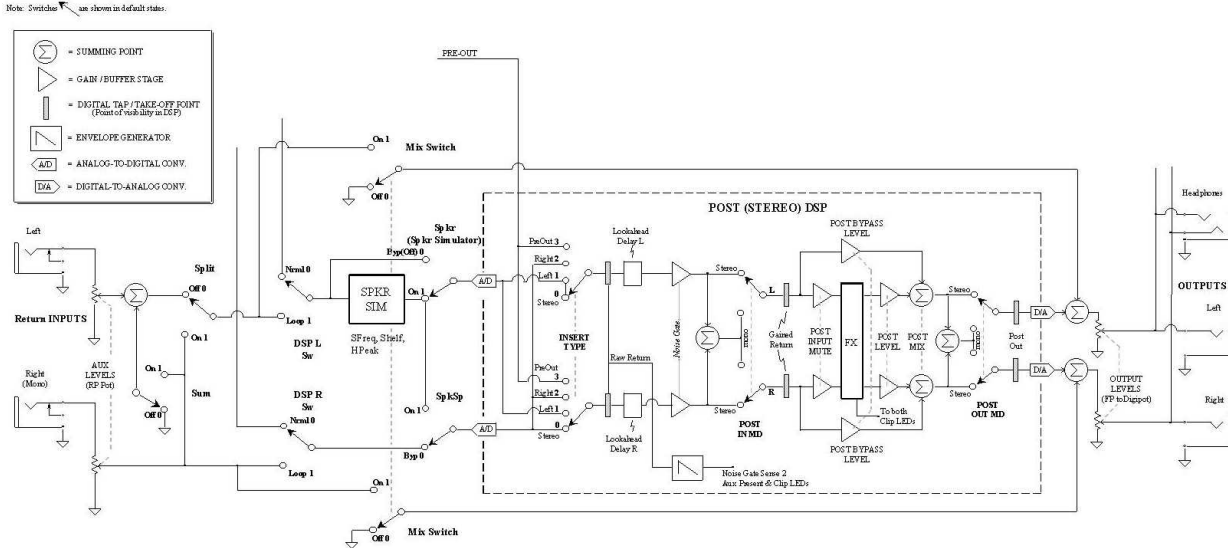 Note: Switches are shown in default states.
Σ = SUMMING POINT
= GAIN / BUFFER STAGE
= DIGITAL TAP / TAKE-OFF POINT
(Point of visibility in DSP)
= ENVELOPE GENERATOR
A/D = ANALOG-TO-DIGITAL CONV.
D/A = DIGITAL-TO-ANALOG CONV.
PRE-OUT
On 1
Mix Switch
Off 0
Spkr
(Spkr Simulator)
Byp(Off) 0
POST (STEREO) DSP
Headphones
Left
Split
Off 0
Σ
Return INPUTS
On 1
Right
(Mono)
AUX
LEVELS
(RP Pot)
On 1
Sum
Off 0
Nrml 0
Loop 1
DSP L
Sw
SPKR
SIM
SFreq, Shelf,
HPeak
On 1
A/D
DSP R
Sw
Nrml 0
Loop 1
On 1
SpkSp
Byp 0
A/D
On 1
Off 0
Mix Switch
PreOut 3
Right 2
Left 1
0
Stereo
INSERT
TYPE
PreOut
3
Right 2
Left 1
0
Stereo
Lookahead
Delay L
Raw Return
Lookahead
Delay R
Noise Gate
Noise Gate Sense 2
Aux Present & Clip LEDs
Stereo
Σ
mono
Stereo
L
R
POST
IN MD
Gained
Return
POST BYPASS
LEVEL
POST
INPUT
MUTE
FX
POST
LEVEL
POST
MIX
Σ
Σ
To both
Clip LEDs
POST BYPASS
LEVEL
Stereo
Σ
mono
Stereo
POST
OUT MD
Post
Out
D/A
D/A
Σ
Σ
OUTPUTS
Left
OUTPUT
LEVELS
(FP to Digipot)
Right